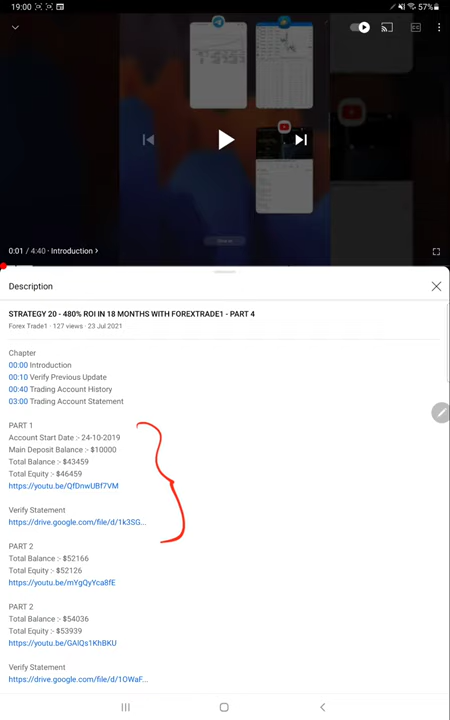 19:00
57%
0:01 / 4:40 · Introduction >
Description
STRATEGY 20 - 480% ROI IN 18 MONTHS WITH FOREXTRADE1 - PART 4
Forex Trade1 · 127 views · 23 Jul 2021
Chapter
00:00 Introduction
00:10 Verify Previous Update
00:40 Trading Account History
03:00 Trading Account Statement
PART 1
Account Start Date :- 24-10-2019
Main Deposit Balance :- $10000
Total Balance :- $43459
Total Equity :- $46459
https://youtu.be/QfDnwUBf7VM
Verify Statement
https://drive.google.com/file/d/1k3SG...
PART 2
Total Balance :- $52166
Total Equity :- $52126
https://youtu.be/mYgQyYca8fE
PART 2
Total Balance :- $54036
Total Equity :- $53939
https://youtu.be/GAIQs1KhBKU
Verify Statement
https://drive.google.com/file/d/1OWaF...